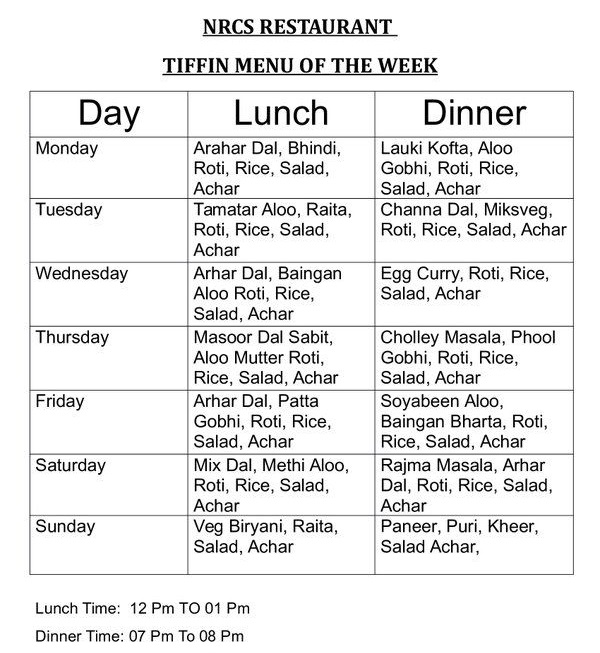 NRCS RESTAURANT
TIFFIN MENU OF THE WEEK
Day Lunch Dinner
Monday
Arahar Dal, Bhindi,
Roti, Rice, Salad,
Achar
Lauki Kofta, Aloo
Gobhi, Roti, Rice,
Salad, Achar
Tuesday
Tamatar Aloo, Raita,
Roti, Rice, Salad,
Achar
Channa Dal, Miksveg,
Roti, Rice, Salad, Achar
Wednesday
Arhar Dal, Baingan
Aloo Roti, Rice,
Salad, Achar
Egg Curry, Roti, Rice,
Salad, Achar
Thursday
Masoor Dal Sabit,
Aloo Mutter Roti,
Rice, Salad, Achar
Cholley Masala, Phool
Gobhi, Roti, Rice,
Salad, Achar
Friday
Arhar Dal, Patta
Gobhi, Roti, Rice,
Salad, Achar
Soyabeen Aloo,
Baingan Bharta, Roti,
Rice, Salad, Achar
Saturday
Mix Dal, Methi Aloo,
Roti, Rice, Salad,
Achar
Rajma Masala, Arhar
Dal, Roti, Rice, Salad,
Achar
Sunday
Veg Biryani, Raita,
Salad, Achar
Paneer, Puri, Kheer,
Salad Achar,
Lunch Time: 12 Pm TO 01 Pm
Dinner Time: 07 Pm To 08 Pm